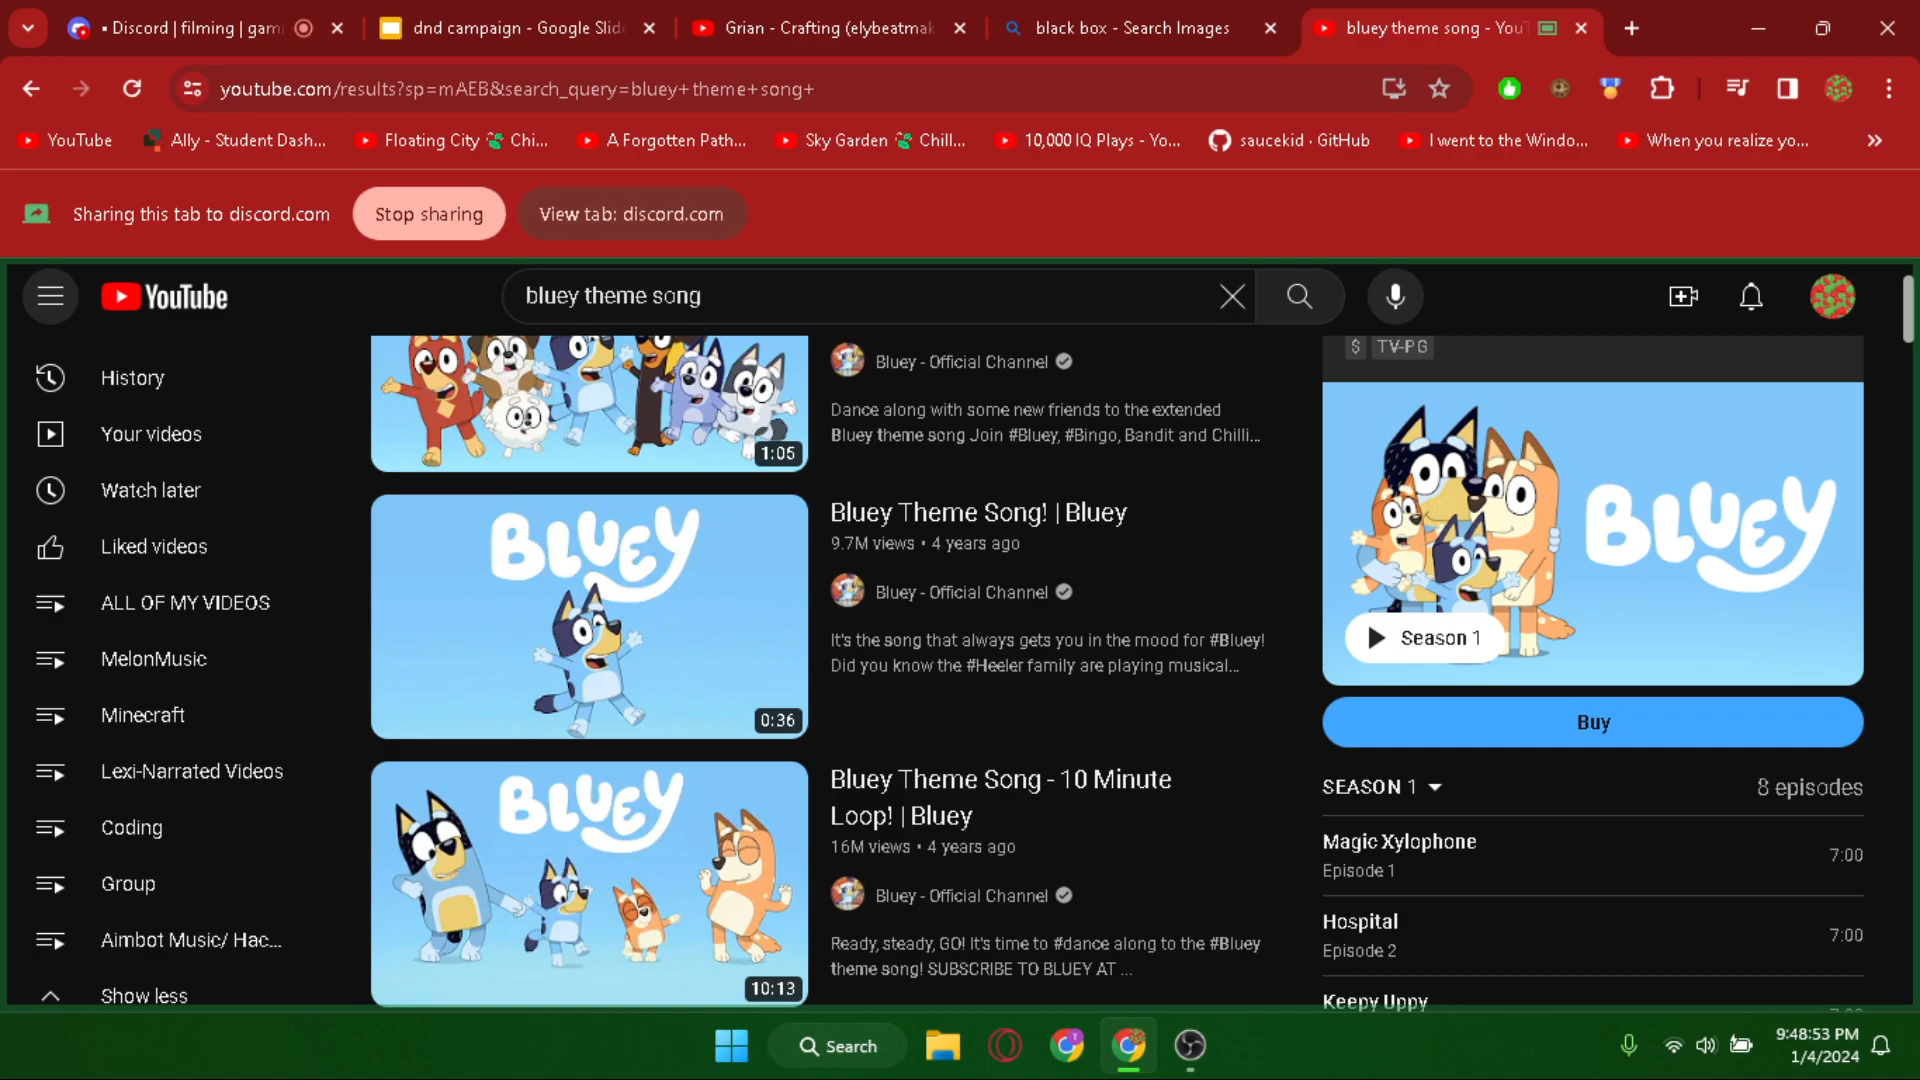 ▪ Discord | filming | gam
dnd campaign - Google Slide
Grian - Crafting (elybeatmak
black box - Search Images
bluey theme song - YouT
youtube.com/results?sp=mAEB&search_query=bluey+theme+song+
YouTube
Ally - Student Dash...
Floating City 🐲 Chi...
A Forgotten Path...
Sky Garden 🐲 Chill...
10,000 IQ Plays - Yo...
saucekid · GitHub
I went to the Windo...
When you realize yo...
Sharing this tab to discord.com
Stop sharing
View tab: discord.com
YouTube
bluey theme song
History
Your videos
Watch later
Liked videos
ALL OF MY VIDEOS
MelonMusic
Minecraft
Lexi-Narrated Videos
Coding
Group
Aimbot Music/ Hac...
Show less
1:05
Bluey - Official Channel
Dance along with some new friends to the extended
Bluey theme song Join #Bluey, #Bingo, Bandit and Chilli...
BLUEY
0:36
Bluey Theme Song! | Bluey
9.7M views • 4 years ago
Bluey - Official Channel
It's the song that always gets you in the mood for #Bluey!
Did you know the #Heeler family are playing musical...
BLUEY
10:13
Bluey Theme Song - 10 Minute
Loop! | Bluey
16M views • 4 years ago
Bluey - Official Channel
Ready, steady, GO! It's time to #dance along to the #Bluey
theme song! SUBSCRIBE TO BLUEY AT ...
$ TV-PG
BLUEY
Season 1
Buy
SEASON 1
8 episodes
Magic Xylophone
Episode 1
7:00
Hospital
Episode 2
7:00
Keepy Uppy
Search
9:48:53 PM
1/4/2024